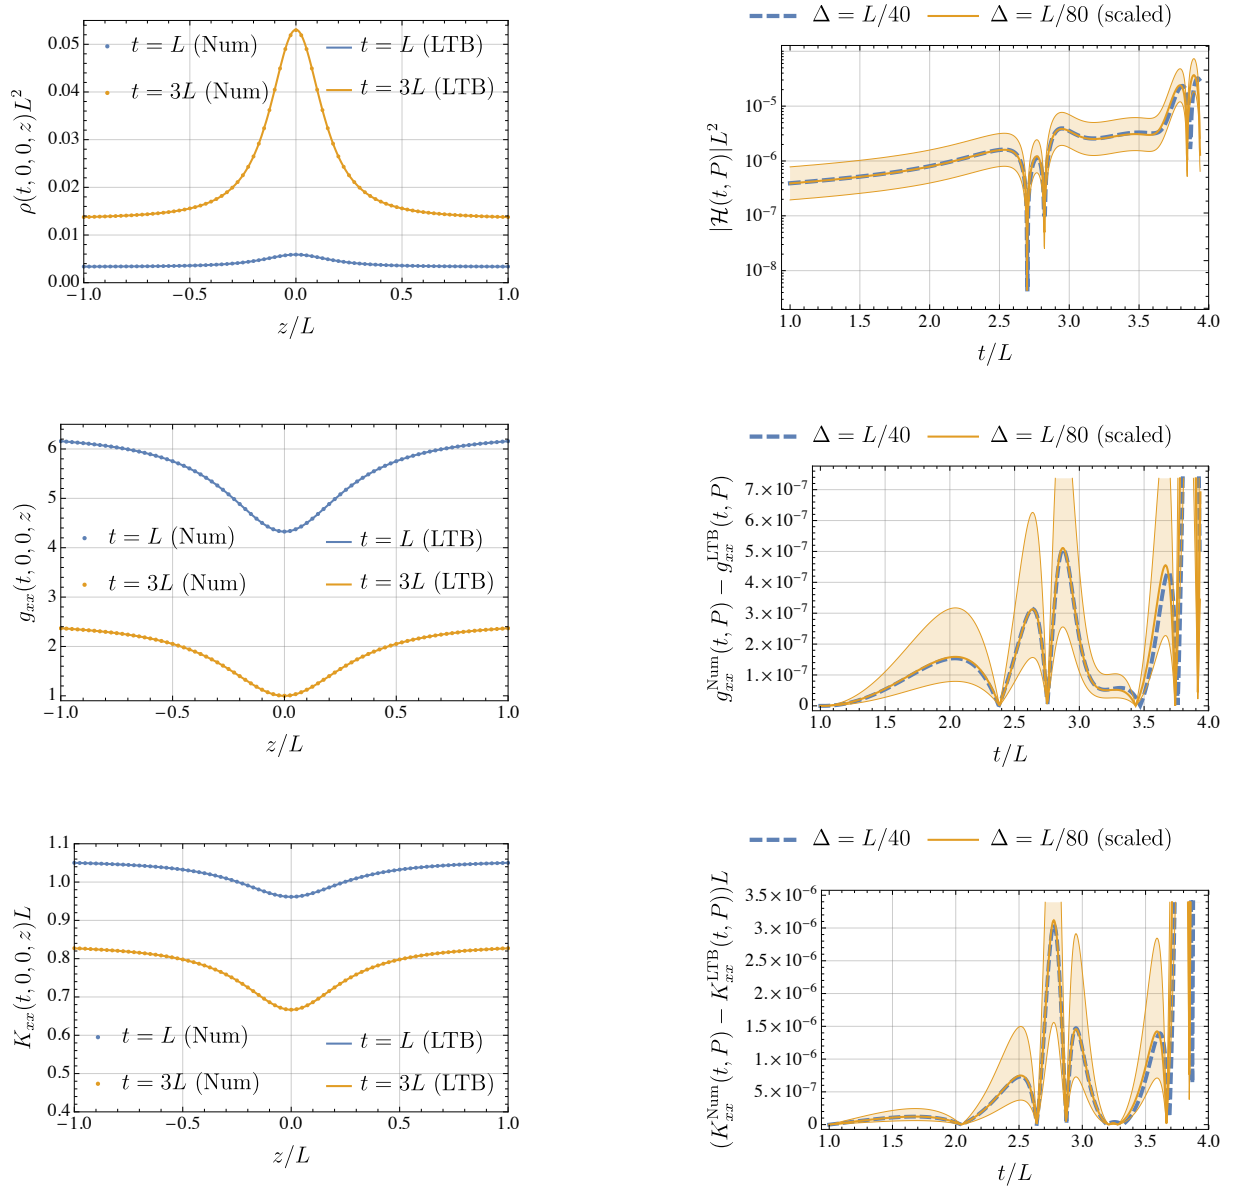 t = L (Num)
t = L (LTB)
t = 3L (Num)
t = 3L (LTB)
0.05
0.04
0.03
0.02
0.01
0.00
ρ(t, 0, 0, z)L²
−1.0 −0.5 0.0 0.5 1.0
z/L
Δ = L/40
Δ = L/80 (scaled)
10⁻⁵
10⁻⁶
10⁻⁷
10⁻⁸
|ℋ(t, P)|L²
1.0 1.5 2.0 2.5 3.0 3.5 4.0
t/L
6
5
4
3
2
1
g_xx(t, 0, 0, z)
t = L (Num)
t = L (LTB)
t = 3L (Num)
t = 3L (LTB)
−1.0 −0.5 0.0 0.5 1.0
z/L
Δ = L/40
Δ = L/80 (scaled)
7.×10⁻⁷
6.×10⁻⁷
5.×10⁻⁷
4.×10⁻⁷
3.×10⁻⁷
2.×10⁻⁷
1.×10⁻⁷
0
g_xx^Num(t, P) − g_xx^LTB(t, P)
1.0 1.5 2.0 2.5 3.0 3.5 4.0
t/L
1.1
1.0
0.9
0.8
0.7
0.6
0.5
0.4
K_xx(t, 0, 0, z)L
t = L (Num)
t = L (LTB)
t = 3L (Num)
t = 3L (LTB)
−1.0 −0.5 0.0 0.5 1.0
z/L
Δ = L/40
Δ = L/80 (scaled)
3.5×10⁻⁶
3.×10⁻⁶
2.5×10⁻⁶
2.×10⁻⁶
1.5×10⁻⁶
1.×10⁻⁶
5.×10⁻⁷
0
(K_xx^Num(t, P) − K_xx^LTB(t, P))L
1.0 1.5 2.0 2.5 3.0 3.5 4.0
t/L